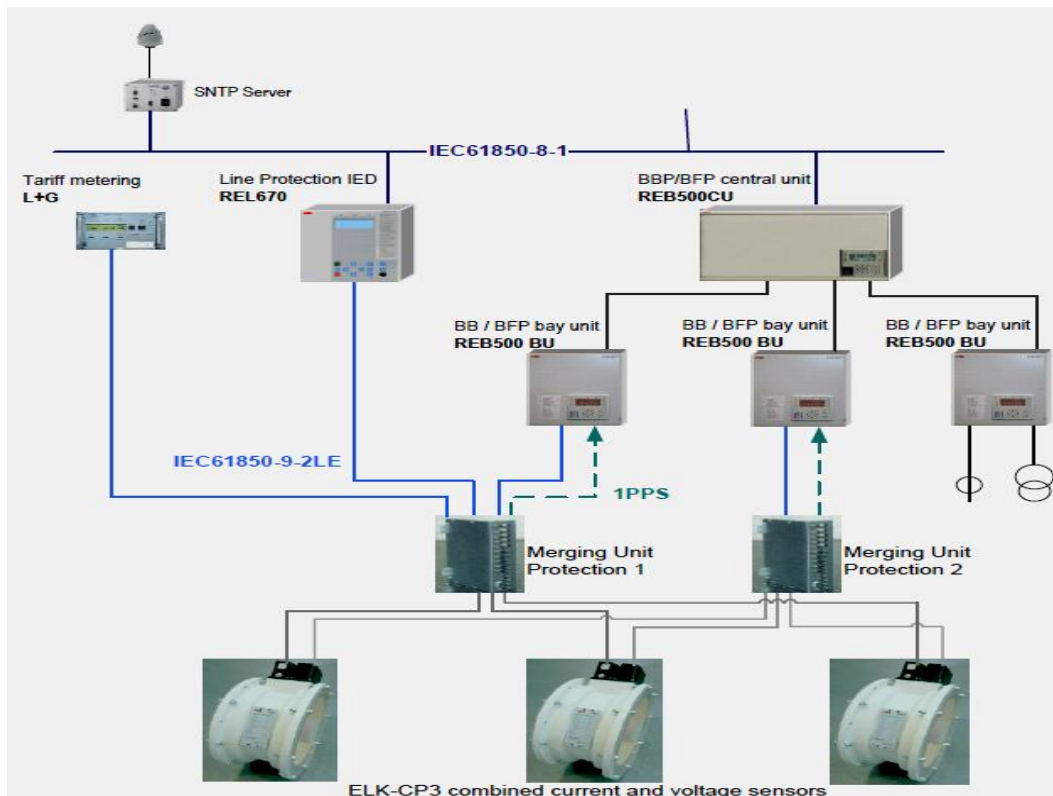 SNTP Server
IEC61850-8-1
Tariff metering
L+G
Line Protection IED
REL670
BBP/BFP central unit
REB500CU
BB / BFP bay unit
REB500 BU
BB / BFP bay unit
REB500 BU
BB / BFP bay unit
REB500 BU
IEC61850-9-2LE
1PPS
Merging Unit
Protection 1
Merging Unit
Protection 2
ELK-CP3 combined current and voltage sensors